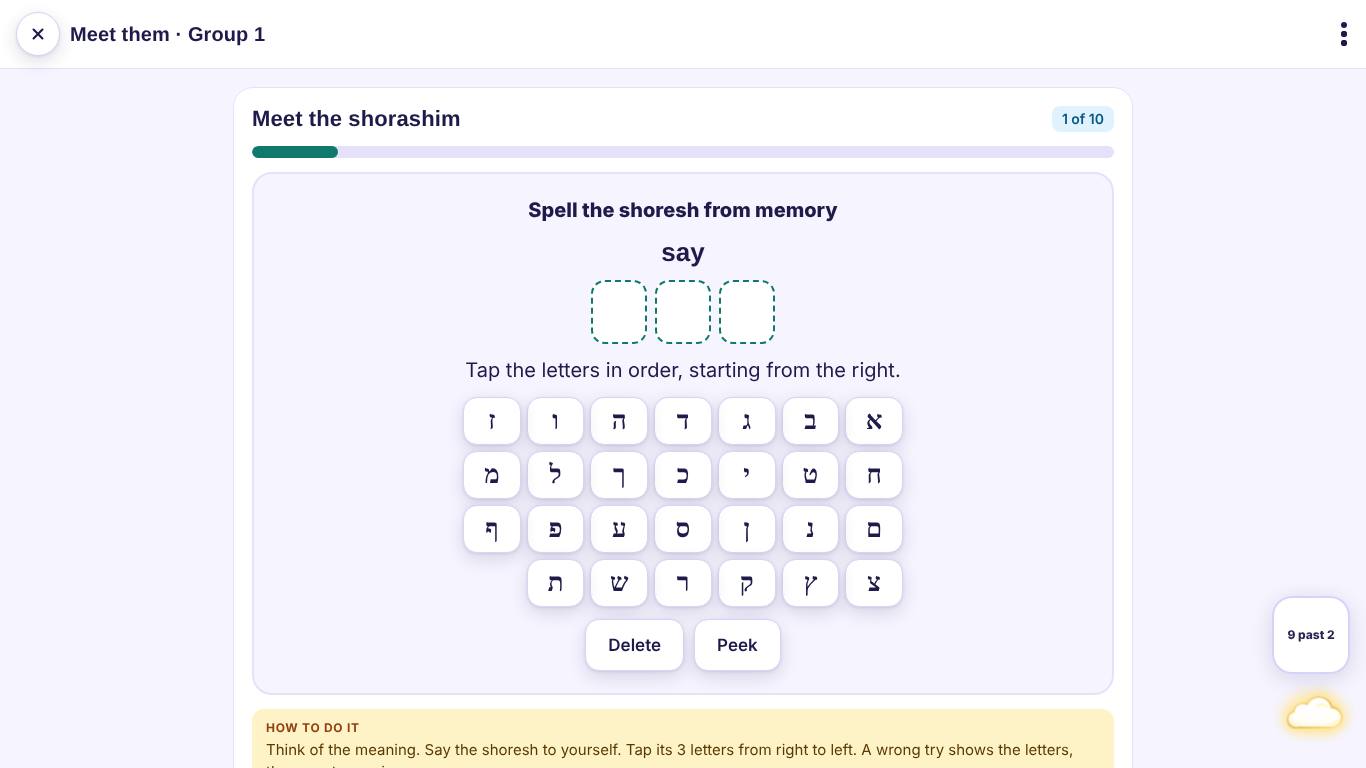 Meet them · Group 1
Meet the shorashim
1 of 10
Spell the shoresh from memory
say
Tap the letters in order, starting from the right.
א ב ג ד ה ו ז
ח ט י כ ך ל מ
ם נ ן ס ע פ ף
צ ץ ק ר ש ת
Delete Peek
9 past 2
HOW TO DO IT
Think of the meaning. Say the shoresh to yourself. Tap its 3 letters from right to left. A wrong try shows the letters,